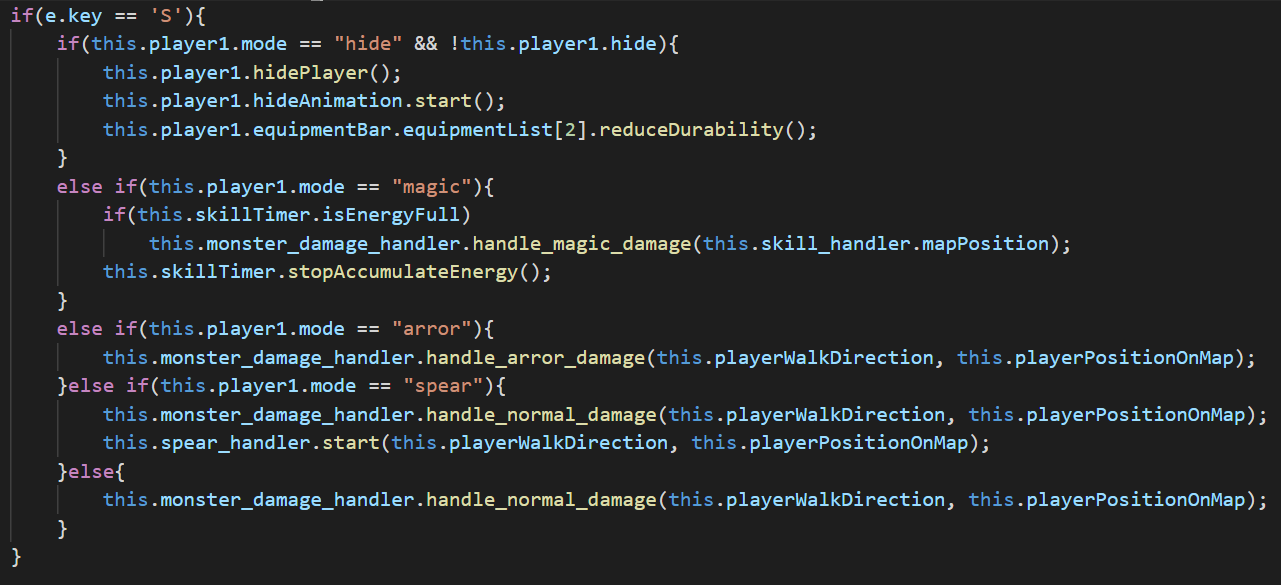 if(e.key == 'S'){
    if(this.player1.mode == "hide" && !this.player1.hide){
        this.player1.hidePlayer();
        this.player1.hideAnimation.start();
        this.player1.equipmentBar.equipmentList[2].reduceDurability();
    }
    else if(this.player1.mode == "magic"){
        if(this.skillTimer.isEnergyFull)
            this.monster_damage_handler.handle_magic_damage(this.skill_handler.mapPosition);
        this.skillTimer.stopAccumulateEnergy();
    }
    else if(this.player1.mode == "arror"){
        this.monster_damage_handler.handle_arror_damage(this.playerWalkDirection, this.playerPositionOnMap);
    }else if(this.player1.mode == "spear"){
        this.monster_damage_handler.handle_normal_damage(this.playerWalkDirection, this.playerPositionOnMap);
        this.spear_handler.start(this.playerWalkDirection, this.playerPositionOnMap);
    }else{
        this.monster_damage_handler.handle_normal_damage(this.playerWalkDirection, this.playerPositionOnMap);
    }
}